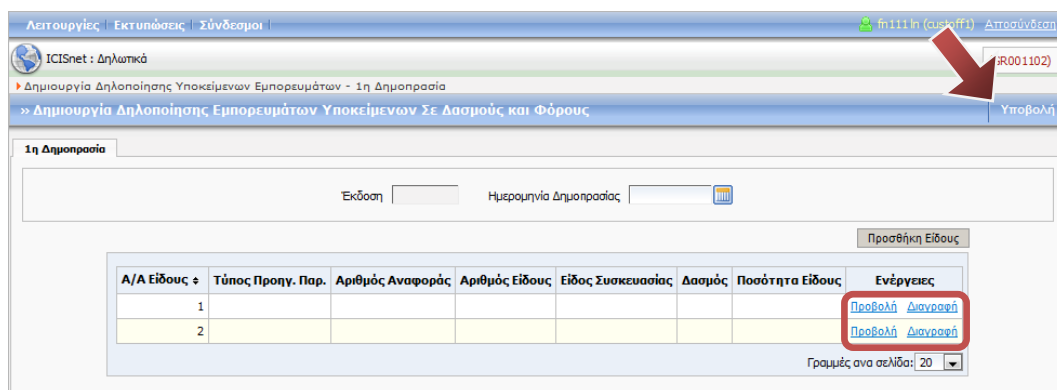 Λειτουργίες Εκτυπώσεις Σύνδεσμοι fn111 ln (custoff1) Αποσύνδεση
ICISnet : Δηλωτικά GR001102)
Δημιουργία Δηλοποίησης Υποκείμενων Εμπορευμάτων - 1η Δημοπρασία
» Δημιουργία Δηλοποίησης Εμπορευμάτων Υποκείμενων Σε Δασμούς και Φόρους Υποβολή
1η Δημοπρασία
Έκδοση Ημερομηνία Δημοπρασίας
Προσθήκη Είδους
Α/Α Είδους Τύπος Προηγ. Παρ. Αριθμός Αναφοράς Αριθμός Είδους Είδος Συσκευασίας Δασμός Ποσότητα Είδους Ενέργειες
1 Προβολή Διαγραφή
2 Προβολή Διαγραφή
Γραμμές ανα σελίδα: 20